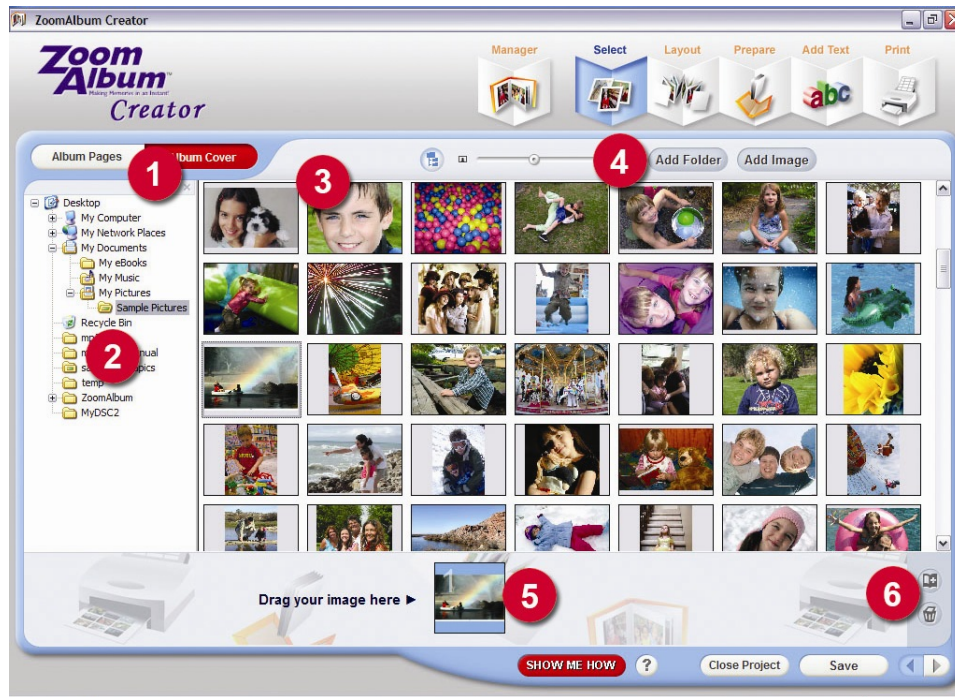 ZoomAlbum Creator
Zoom
Album™
Making Memories in an Instant!
Creator
Manager
Select
Layout
Prepare
Add Text
Print
abc
Album Pages
Album Cover
1
3
4
Add Folder
Add Image
Desktop
My Computer
My Network Places
My Documents
My eBooks
My Music
My Pictures
Sample Pictures
Recycle Bin
2
temp
ZoomAlbum
MyDSC2
Drag your image here ►
1
5
6
SHOW ME HOW
?
Close Project
Save